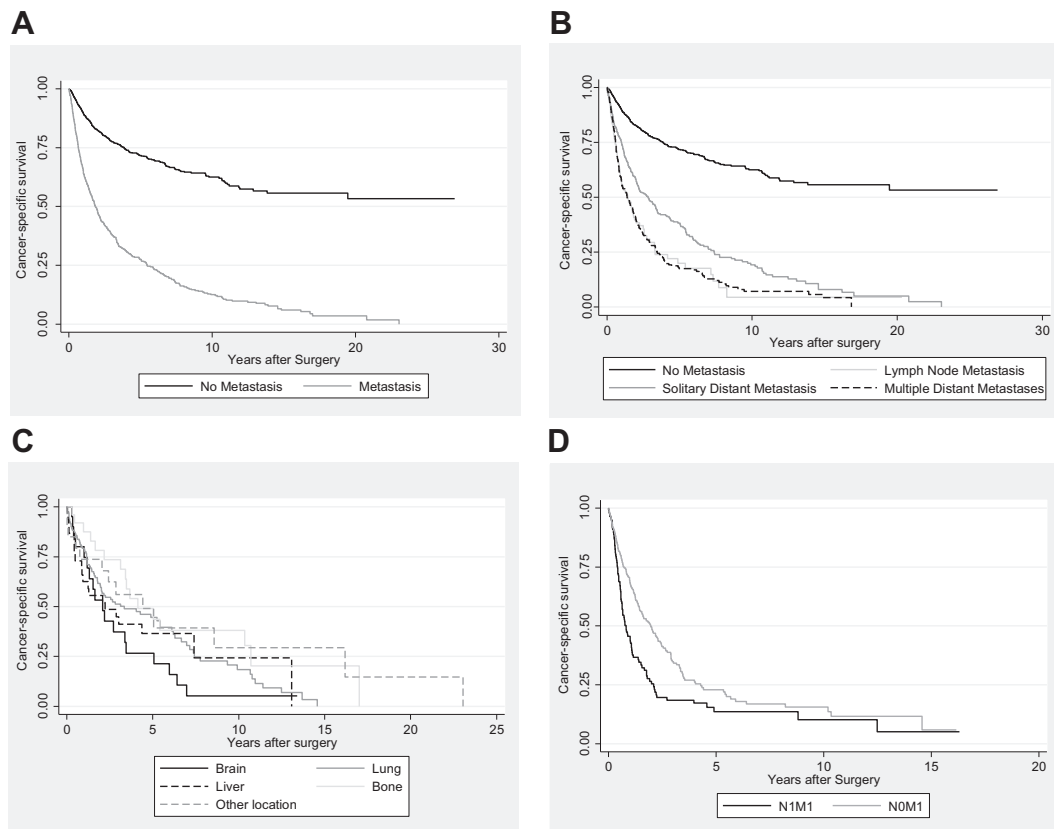 A
Cancer-specific survival
1.00
0.75
0.50
0.25
0.00
0 10 20 30
Years after Surgery
No Metastasis Metastasis
B
Cancer-specific survival
1.00
0.75
0.50
0.25
0.00
0 10 20 30
Years after surgery
No Metastasis Lymph Node Metastasis
Solitary Distant Metastasis Multiple Distant Metastases
C
Cancer-specific survival
1.00
0.75
0.50
0.25
0.00
0 5 10 15 20 25
Years after surgery
Brain Lung
Liver Bone
Other location
D
Cancer-specific survival
1.00
0.75
0.50
0.25
0.00
0 5 10 15 20
Years after Surgery
N1M1 N0M1